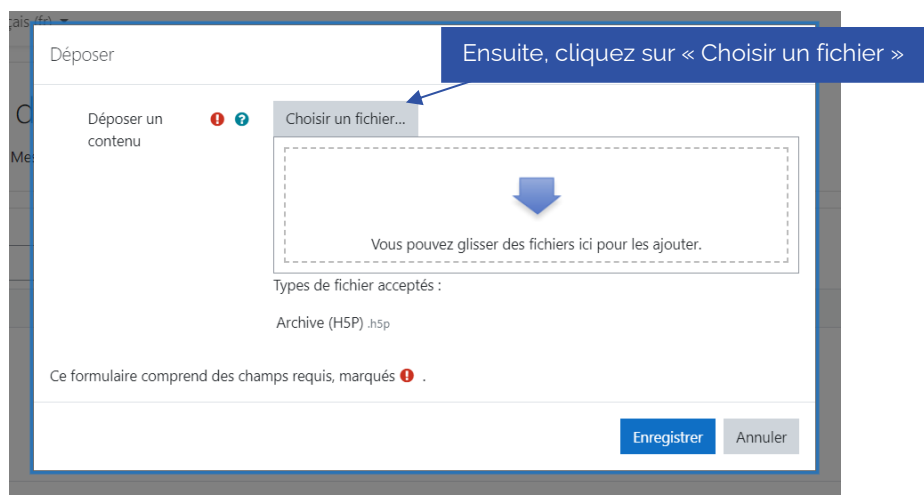 çais (fr)
Déposer
Ensuite, cliquez sur « Choisir un fichier »
Déposer un
contenu
Choisir un fichier...
Me
Vous pouvez glisser des fichiers ici pour les ajouter.
Types de fichier acceptés :
Archive (H5P) .h5p
Ce formulaire comprend des champs requis, marqués .
Enregistrer
Annuler